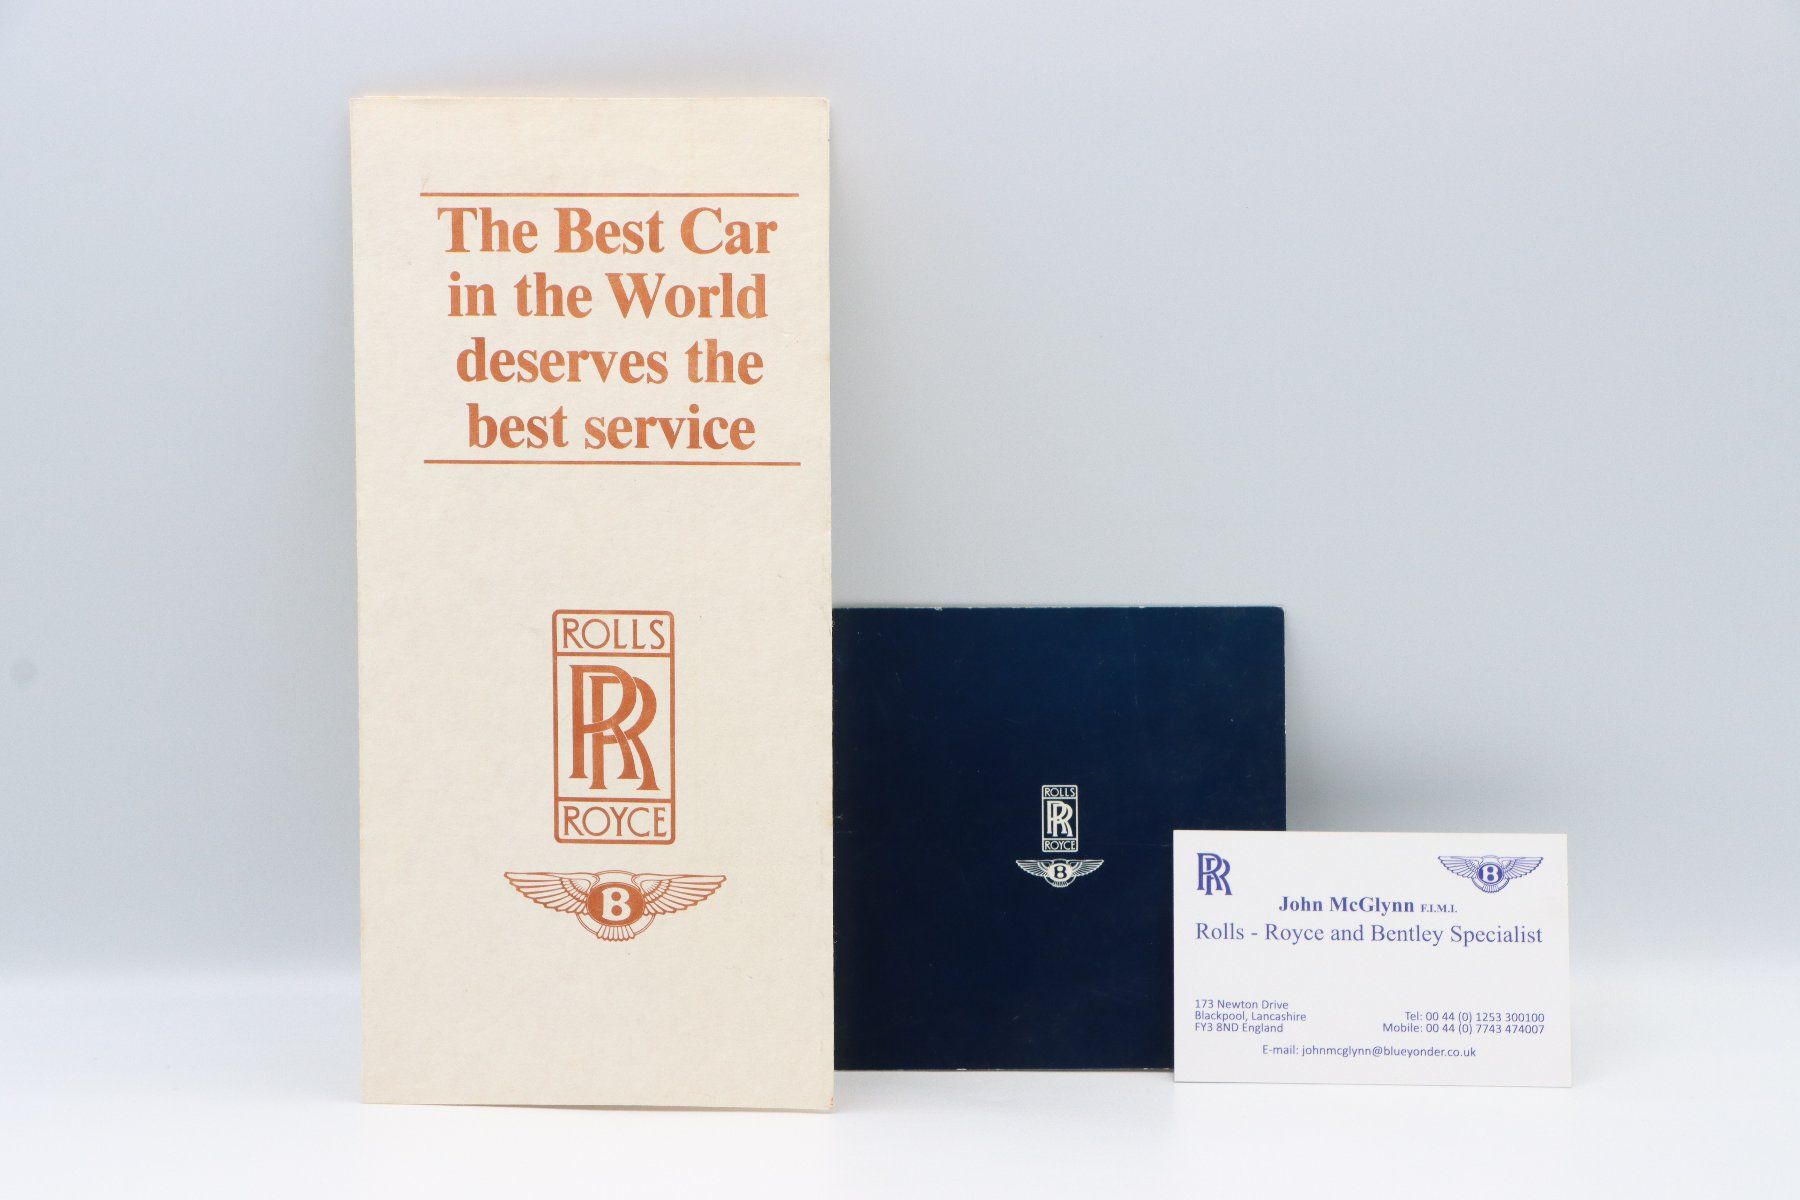 The Best Car
in the World
deserves the
best service
ROLLS
RR
ROYCE
B
ROLLS
RR
ROYCE
B
RR
B
John McGlynn F.I.M.I.
Rolls - Royce and Bentley Specialist
173 Newton Drive
Blackpool, Lancashire
FY3 8ND England
Tel: 00 44 (0) 1253 300100
Mobile: 00 44 (0) 7743 474007
E-mail: johnmcglynn@blueyonder.co.uk